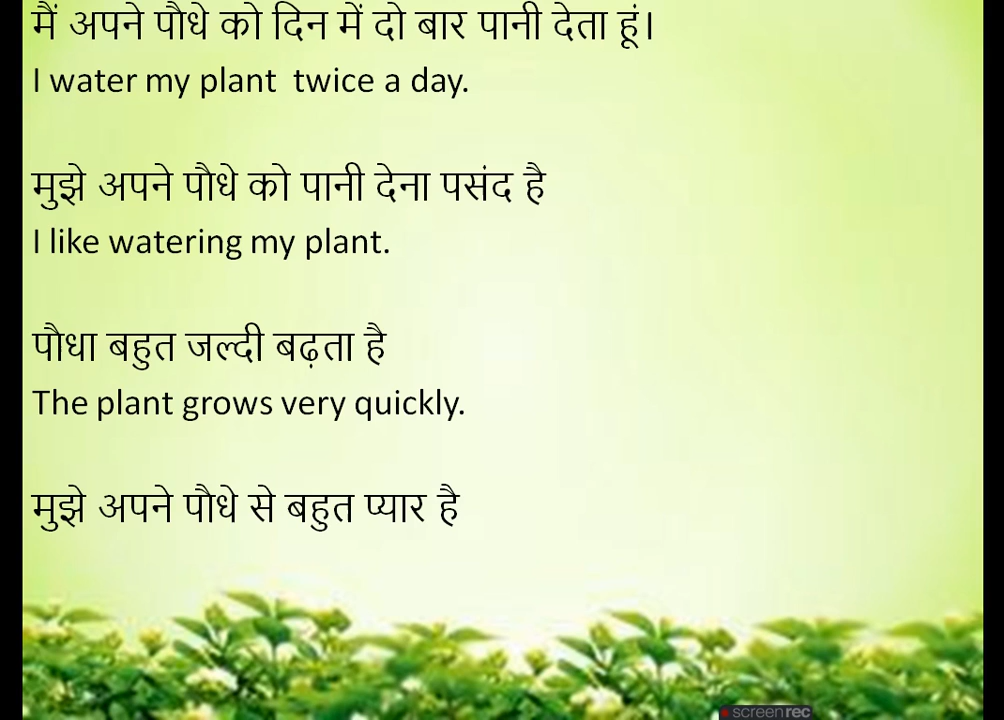 मैं अपने पौधे को दिन में दो बार पानी देता हूं।
I water my plant  twice a day.
मुझे अपने पौधे को पानी देना पसंद है
I like watering my plant.
पौधा बहुत जल्दी बढ़ता है
The plant grows very quickly.
मुझे अपने पौधे से बहुत प्यार है
screenrec